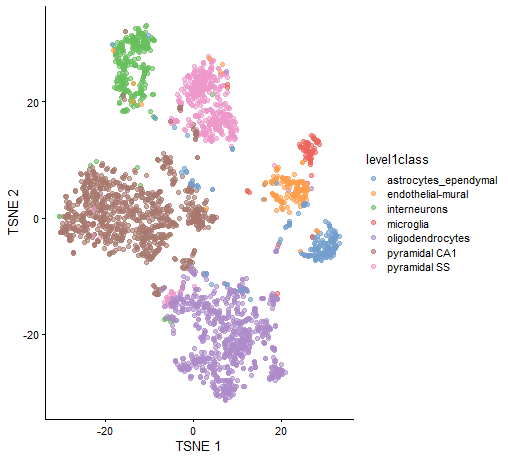 20
0
-20
TSNE 2
-20
0
20
TSNE 1
level1class
astrocytes_ependymal
endothelial-mural
interneurons
microglia
oligodendrocytes
pyramidal CA1
pyramidal SS